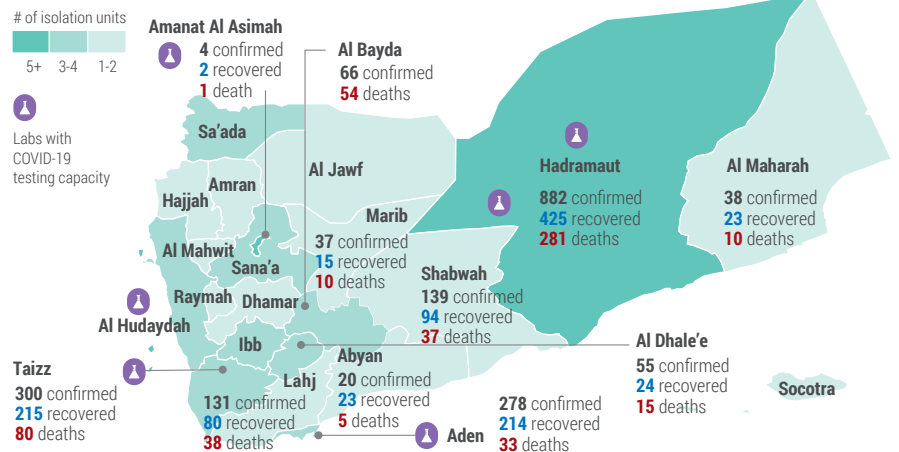 # of isolation units
5+ 3-4 1-2
Labs with
COVID-19
testing capacity
Amanat Al Asimah
4 confirmed
2 recovered
1 death
Al Bayda
66 confirmed
54 deaths
Sa'ada
Al Jawf
Amran
Hajjah
Marib
37 confirmed
15 recovered
10 deaths
Hadramaut
882 confirmed
425 recovered
281 deaths
Al Maharah
38 confirmed
23 recovered
10 deaths
Al Mahwit
Sana'a
Shabwah
139 confirmed
94 recovered
37 deaths
Raymah
Dhamar
Al Hudaydah
Ibb
Al Dhale'e
55 confirmed
24 recovered
15 deaths
Taizz
300 confirmed
215 recovered
80 deaths
Lahj
131 confirmed
80 recovered
38 deaths
Abyan
20 confirmed
23 recovered
5 deaths
Aden
278 confirmed
214 recovered
33 deaths
Socotra